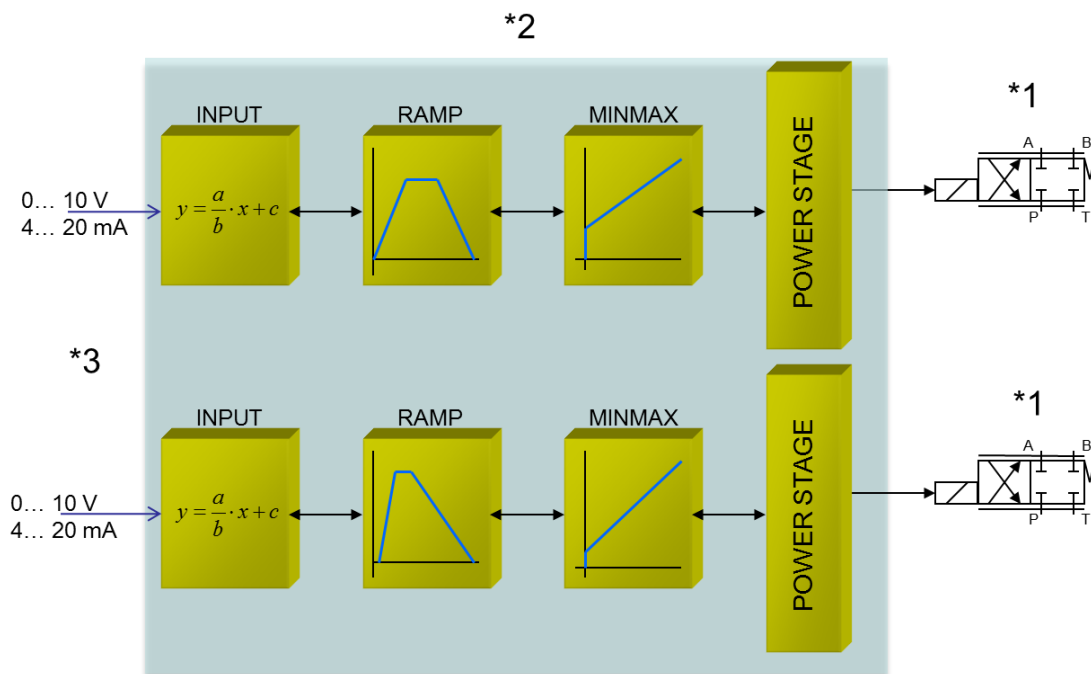 *2
*1
INPUT
RAMP
MINMAX
POWER STAGE
A
B
0... 10 V
4... 20 mA
y = a/b · x + c
P
T
*3
*1
INPUT
RAMP
MINMAX
POWER STAGE
A
B
0... 10 V
4... 20 mA
y = a/b · x + c
P
T